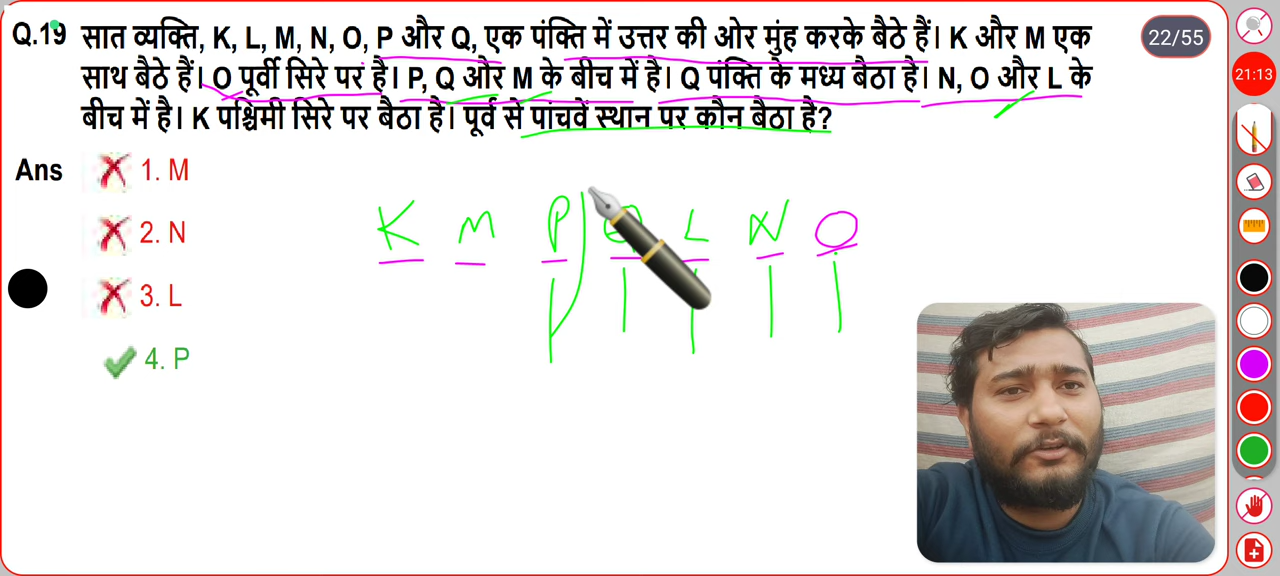 Q.19 सात व्यक्ति, K, L, M, N, O, P और Q, एक पंक्ति में उत्तर की ओर मुंह करके बैठे हैं। K और M एक
साथ बैठे हैं। O पूर्वी सिरे पर है। P, Q और M के बीच में है। Q पंक्ति के मध्य बैठा है। N, O और L के
बीच में है। K पश्चिमी सिरे पर बैठा है। पूर्व से पांचवें स्थान पर कौन बैठा है?
22/55
21:13
Ans
1. M
2. N
3. L
4. P
K M P L N O